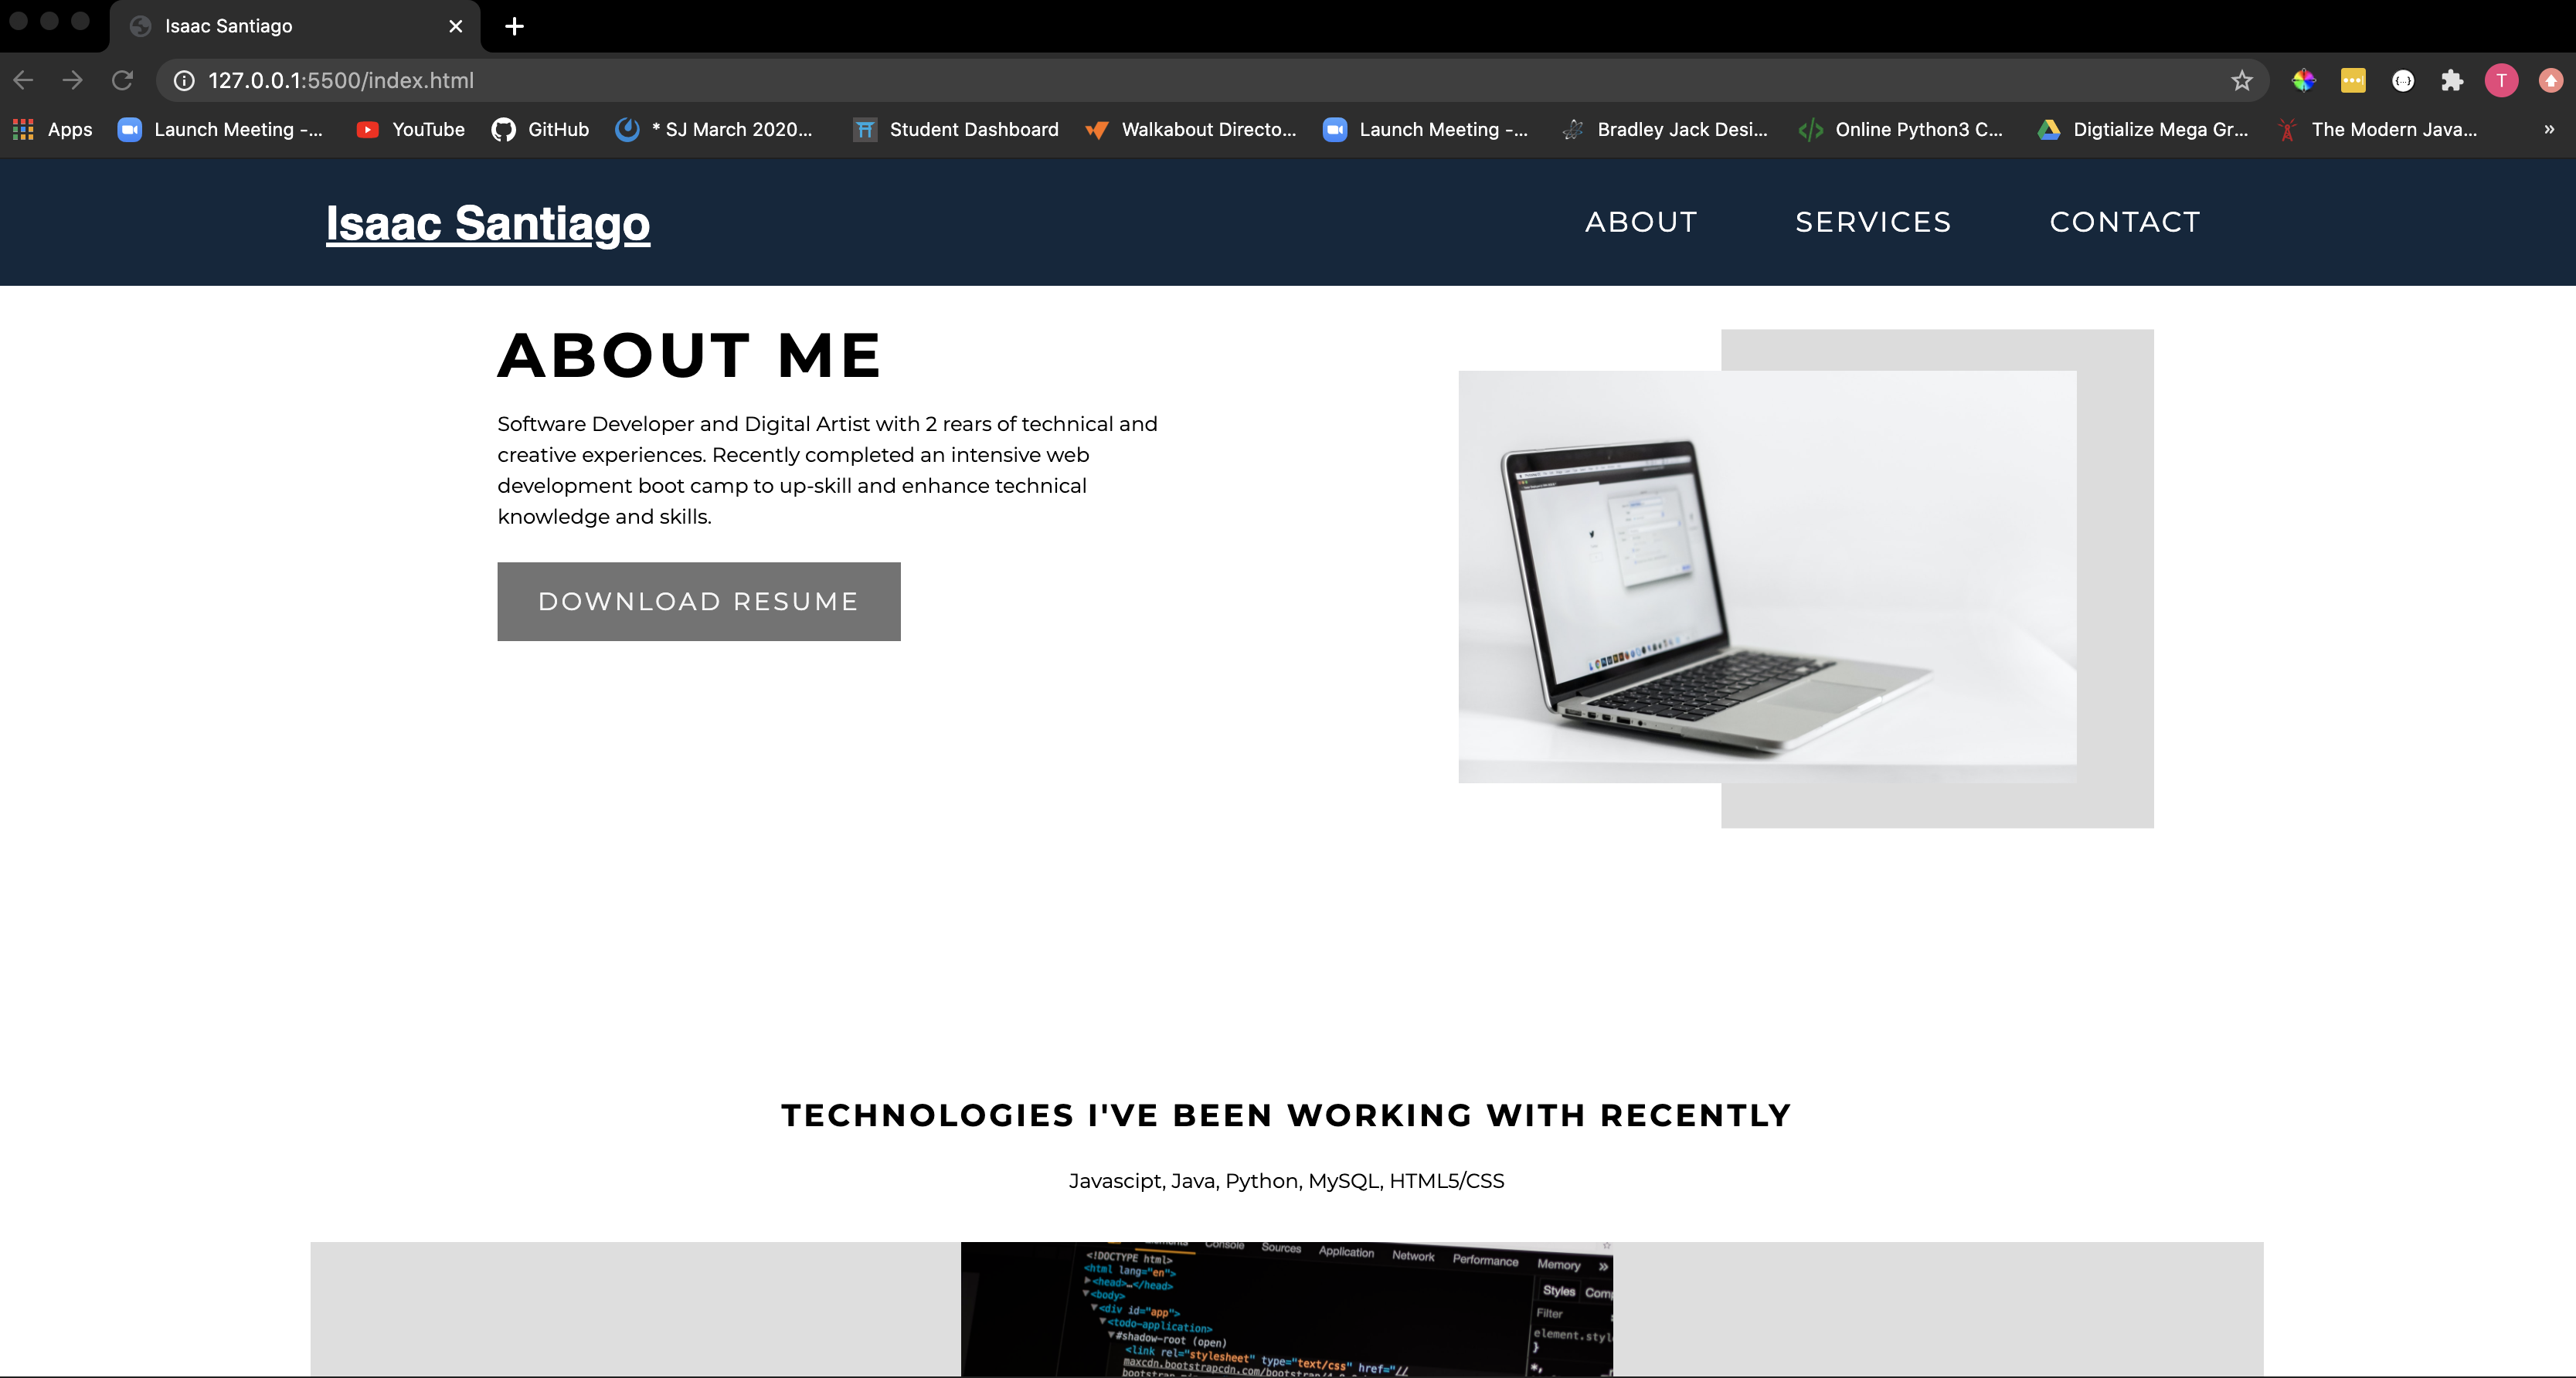 Isaac Santiago
127.0.0.1:5500/index.html
Apps Launch Meeting -... YouTube GitHub * SJ March 2020... Student Dashboard Walkabout Directo... Launch Meeting -... Bradley Jack Desi... Online Python3 C... Digtialize Mega Gr... The Modern Java... »
T
Isaac Santiago
ABOUT SERVICES CONTACT
ABOUT ME
Software Developer and Digital Artist with 2 rears of technical and
creative experiences. Recently completed an intensive web
development boot camp to up-skill and enhance technical
knowledge and skills.
DOWNLOAD RESUME
TECHNOLOGIES I'VE BEEN WORKING WITH RECENTLY
Javascipt, Java, Python, MySQL, HTML5/CSS
Elements Console Sources Application Network Performance Memory »
<!DOCTYPE html>
<html lang="en">
<head>…</head>
<body>
<div id="app">
<todo-application>
#shadow-root (open)
<link rel="stylesheet" type="text/css" href="//
maxcdn.bootstrapcdn.com/bootstrap/
Styles Comp
Filter
element.styl
}
*,